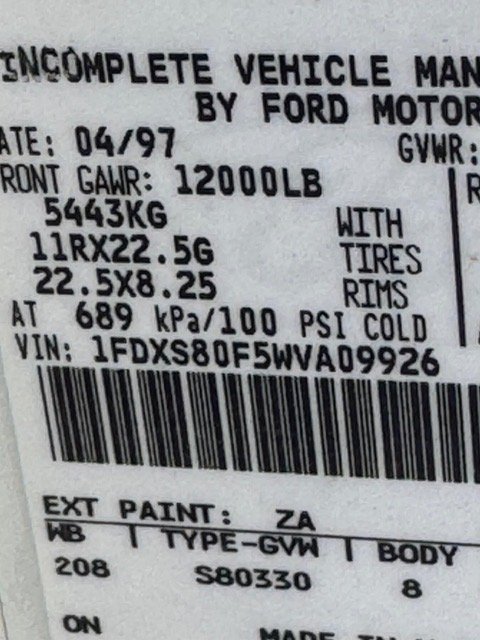 INCOMPLETE VEHICLE MAN
BY FORD MOTOR
ATE: 04/97 GVWR:
RONT GAWR: 12000LB R
5443KG WITH
11RX22.5G TIRES
22.5X8.25 RIMS
AT 689 kPa/100 PSI COLD
VIN: 1FDXS80F5WVA09926
EXT PAINT: ZA
WB | TYPE-GVW | BODY
208 S80330 8
ON MADE IN